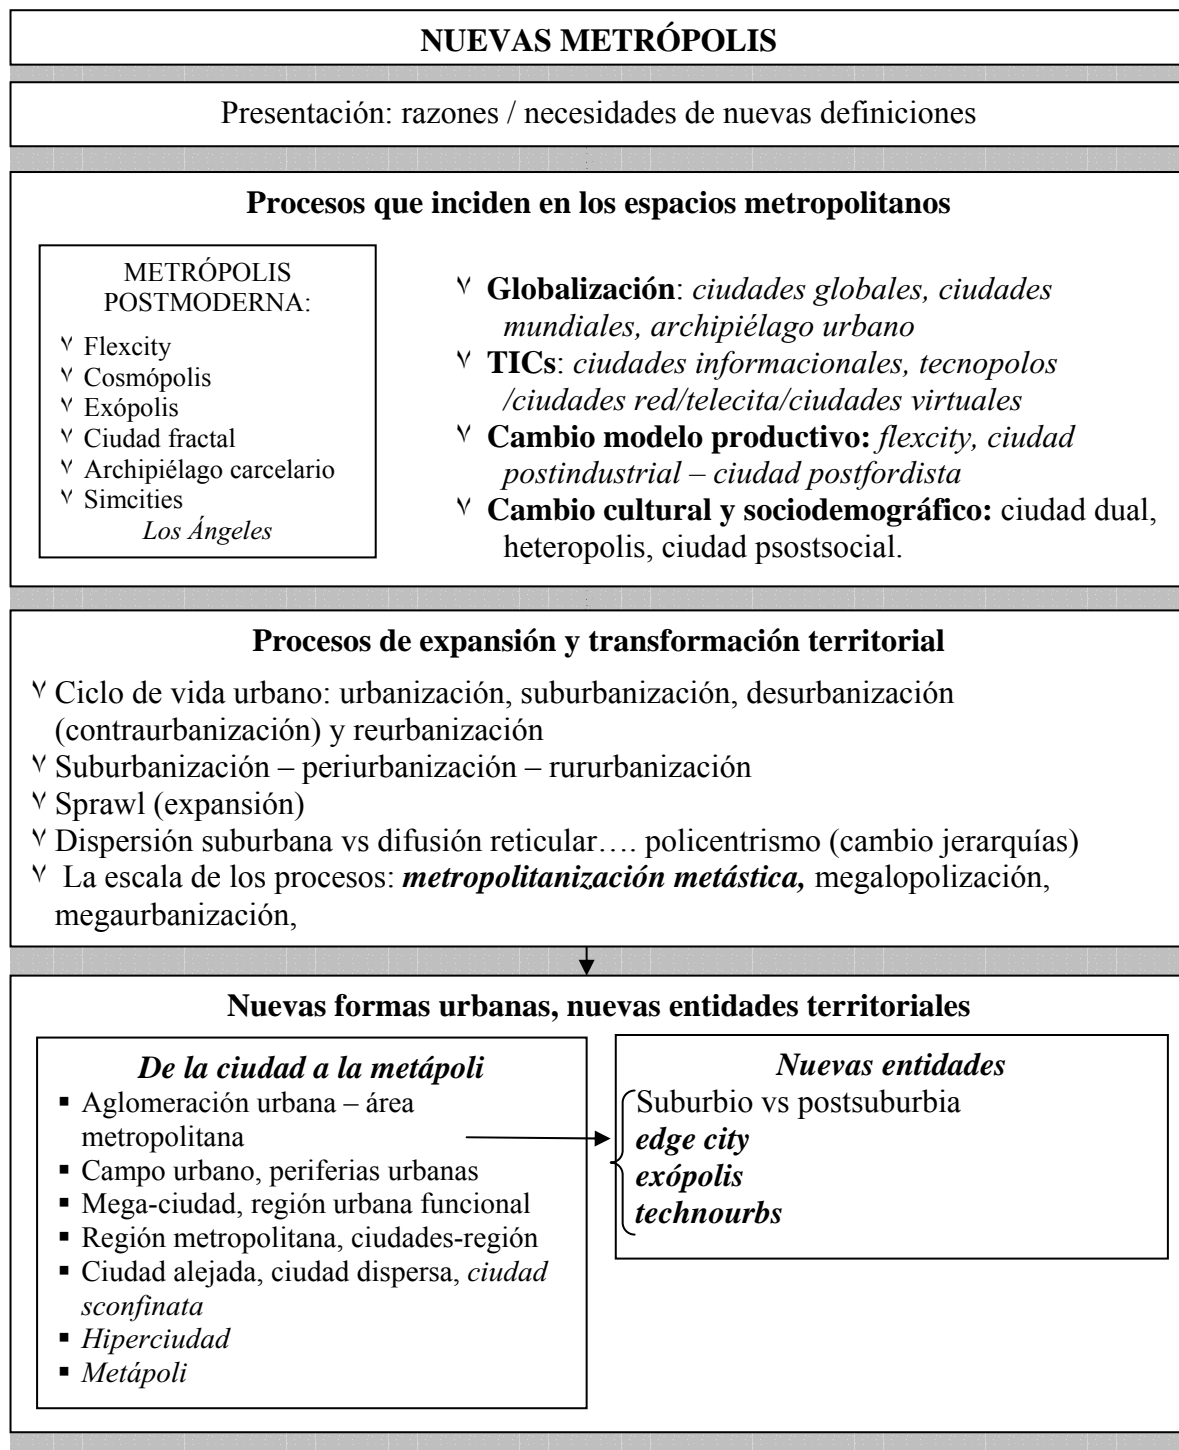 NUEVAS METRÓPOLIS
Presentación: razones / necesidades de nuevas definiciones
Procesos que inciden en los espacios metropolitanos
METRÓPOLIS
POSTMODERNA:
Flexcity
Cosmópolis
Exópolis
Ciudad fractal
Archipiélago carcelario
Simcities
Los Ángeles
Globalización: ciudades globales, ciudades
mundiales, archipiélago urbano
TICs: ciudades informacionales, tecnopolos
/ciudades red/telecita/ciudades virtuales
Cambio modelo productivo: flexcity, ciudad
postindustrial – ciudad postfordista
Cambio cultural y sociodemográfico: ciudad dual,
heteropolis, ciudad psostsocial.
Procesos de expansión y transformación territorial
Ciclo de vida urbano: urbanización, suburbanización, desurbanización
(contraurbanización) y reurbanización
Suburbanización – periurbanización – rururbanización
Sprawl (expansión)
Dispersión suburbana vs difusión reticular…. policentrismo (cambio jerarquías)
La escala de los procesos: metropolitanización metástica, megalopolización,
megaurbanización,
Nuevas formas urbanas, nuevas entidades territoriales
De la ciudad a la metápoli
Aglomeración urbana – área
metropolitana
Campo urbano, periferias urbanas
Mega-ciudad, región urbana funcional
Región metropolitana, ciudades-región
Ciudad alejada, ciudad dispersa, ciudad
sconfinata
Hiperciudad
Metápoli
Nuevas entidades
Suburbio vs postsuburbia
edge city
exópolis
technourbs